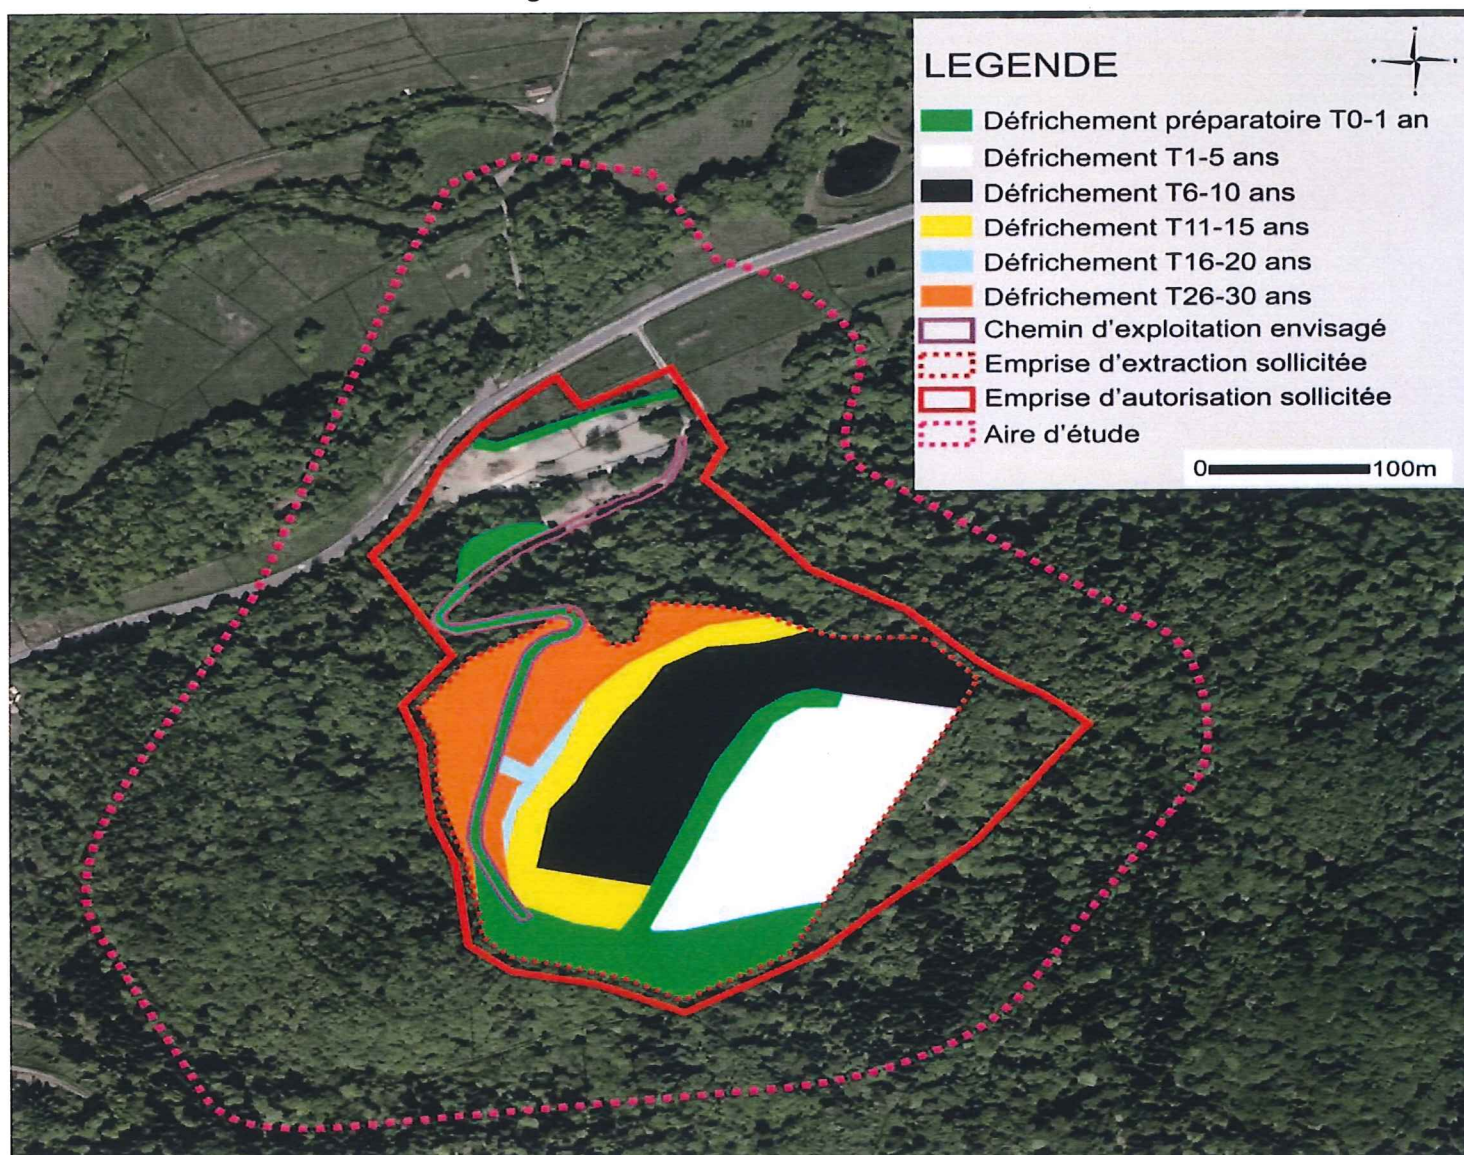 LEGENDE
Défrichement préparatoire T0-1 an
Défrichement T1-5 ans
Défrichement T6-10 ans
Défrichement T11-15 ans
Défrichement T16-20 ans
Défrichement T26-30 ans
Chemin d'exploitation envisagé
Emprise d'extraction sollicitée
Emprise d'autorisation sollicitée
Aire d'étude
0 100m